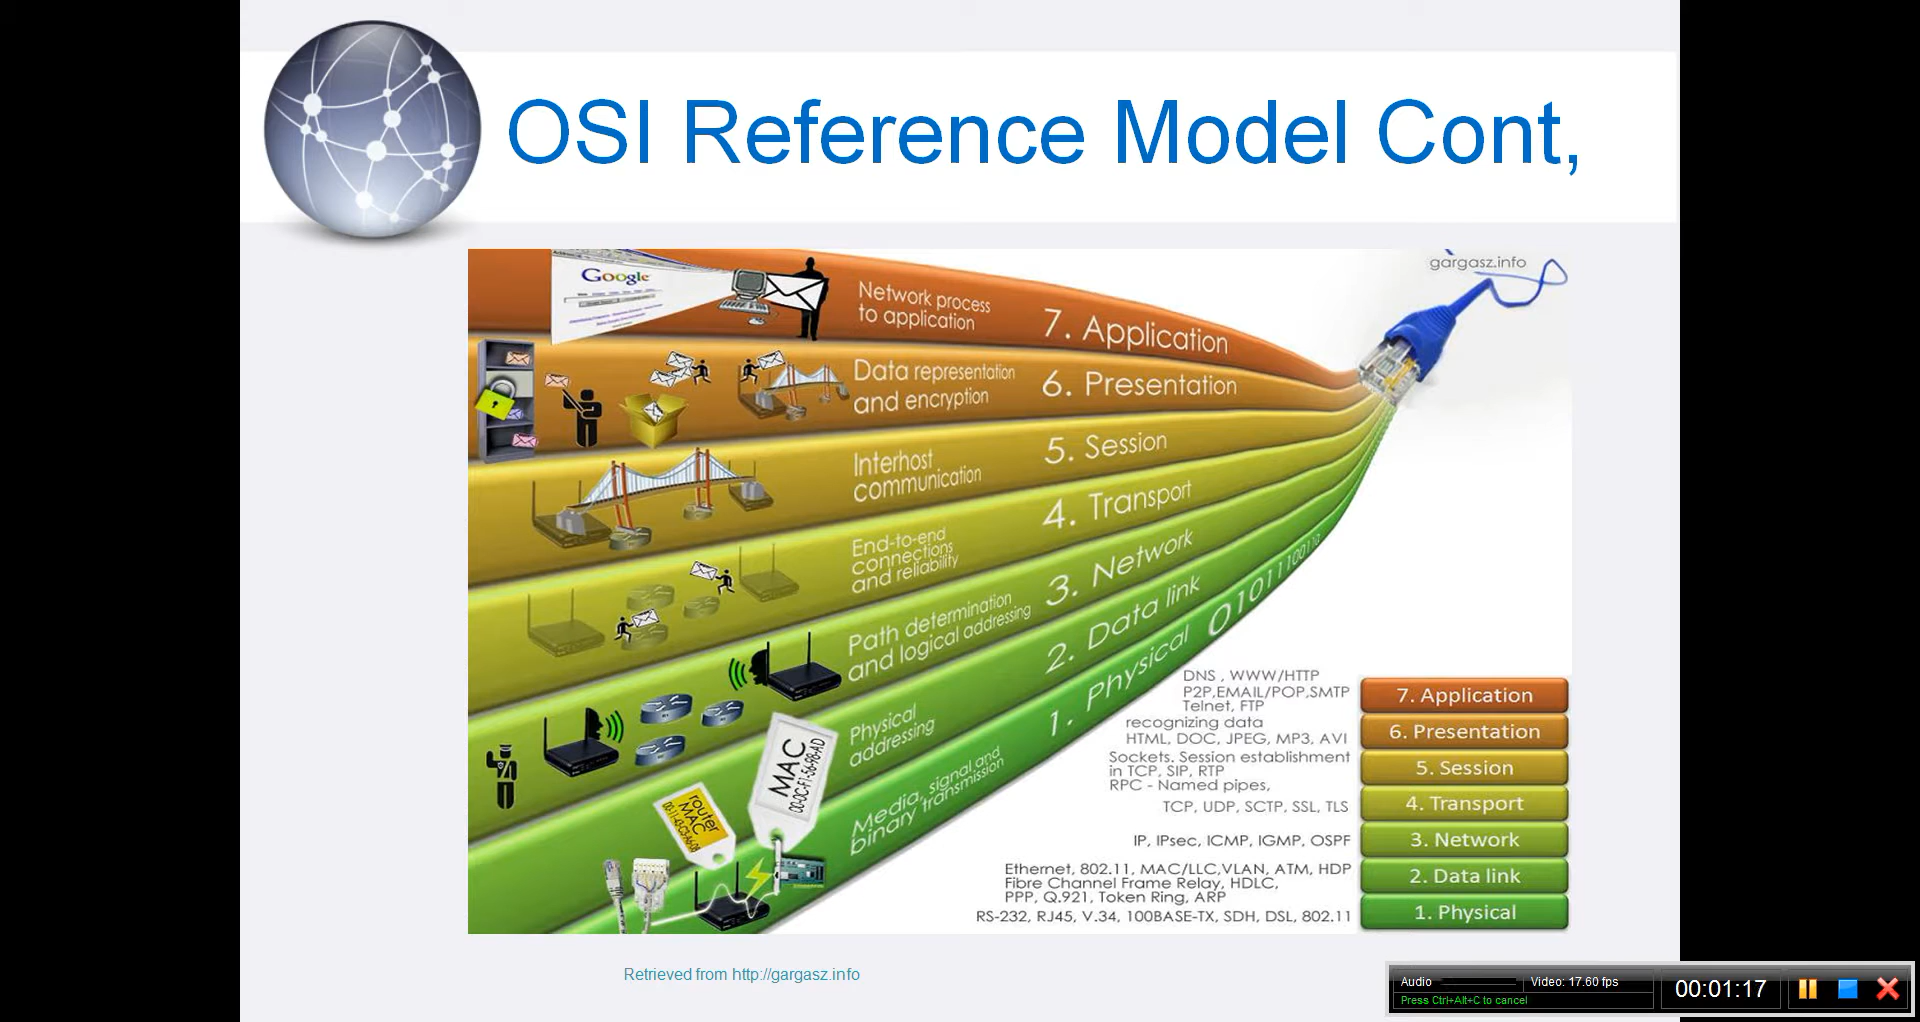 OSI Reference Model Cont,
gargasz.info
Google
Network process
to application
7. Application
Data representation
and encryption
6. Presentation
Interhost
communication
5. Session
End-to-end
connections
and reliability
4. Transport
Path determination
and logical addressing
3. Network
Physical
addressing
2. Data link
Media, signal and
binary transmission
1. Physical
MAC
router
MAC
DNS , WWW/HTTP
P2P,EMAIL/POP,SMTP
Telnet, FTP
7. Application
recognizing data
HTML, DOC, JPEG, MP3, AVI
6. Presentation
Sockets. Session establishment
in TCP, SIP, RTP
RPC - Named pipes,
5. Session
TCP, UDP, SCTP, SSL, TLS
4. Transport
IP, IPsec, ICMP, IGMP, OSPF
3. Network
Ethernet, 802.11, MAC/LLC,VLAN, ATM, HDP
Fibre Channel Frame Relay, HDLC,
PPP, Q.921, Token Ring, ARP
2. Data link
RS-232, RJ45, V.34, 100BASE-TX, SDH, DSL, 802.11
1. Physical
Retrieved from http://gargasz.info
Audio
Video: 17.60 fps
Press Ctrl+Alt+C to cancel
00:01:17